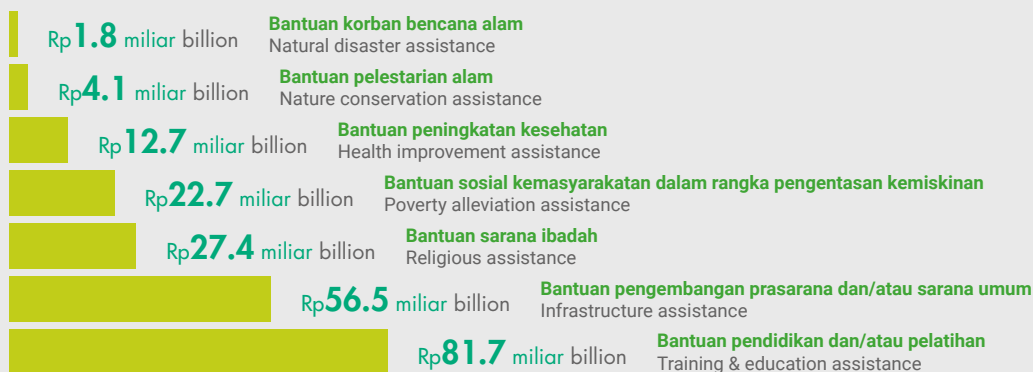 Rp1.8 miliar billion
Bantuan korban bencana alam
Natural disaster assistance
Rp4.1 miliar billion
Bantuan pelestarian alam
Nature conservation assistance
Rp12.7 miliar billion
Bantuan peningkatan kesehatan
Health improvement assistance
Rp22.7 miliar billion
Bantuan sosial kemasyarakatan dalam rangka pengentasan kemiskinan
Poverty alleviation assistance
Rp27.4 miliar billion
Bantuan sarana ibadah
Religious assistance
Rp56.5 miliar billion
Bantuan pengembangan prasarana dan/atau sarana umum
Infrastructure assistance
Rp81.7 miliar billion
Bantuan pendidikan dan/atau pelatihan
Training & education assistance